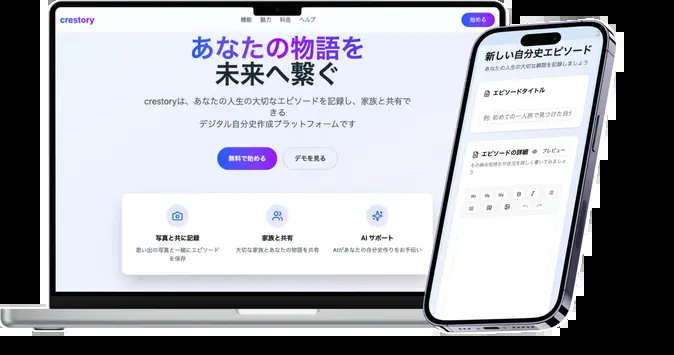 crestory
機能 魅力 料金 ヘルプ
始める
あなたの物語を
未来へ繋ぐ
crestoryは、あなたの人生の大切なエピソードを記録し、家族と共有で
きる
デジタル自分史作成プラットフォームです
無料で始める
デモを見る
写真と共に記録
思い出の写真と一緒にエピソード
を保存
家族と共有
大切な家族とあなたの物語を共有
AI サポート
AIがあなたの自分史作りをお手伝い
新しい自分史エピソード
あなたの人生の大切な瞬間を記録しましょう
エピソードタイトル
例: 初めての一人旅で見つけた自分
エピソードの詳細
プレビュー
その時の気持ちや状況を詳しく書いてみましょ
う
H1 H2 H3 B I